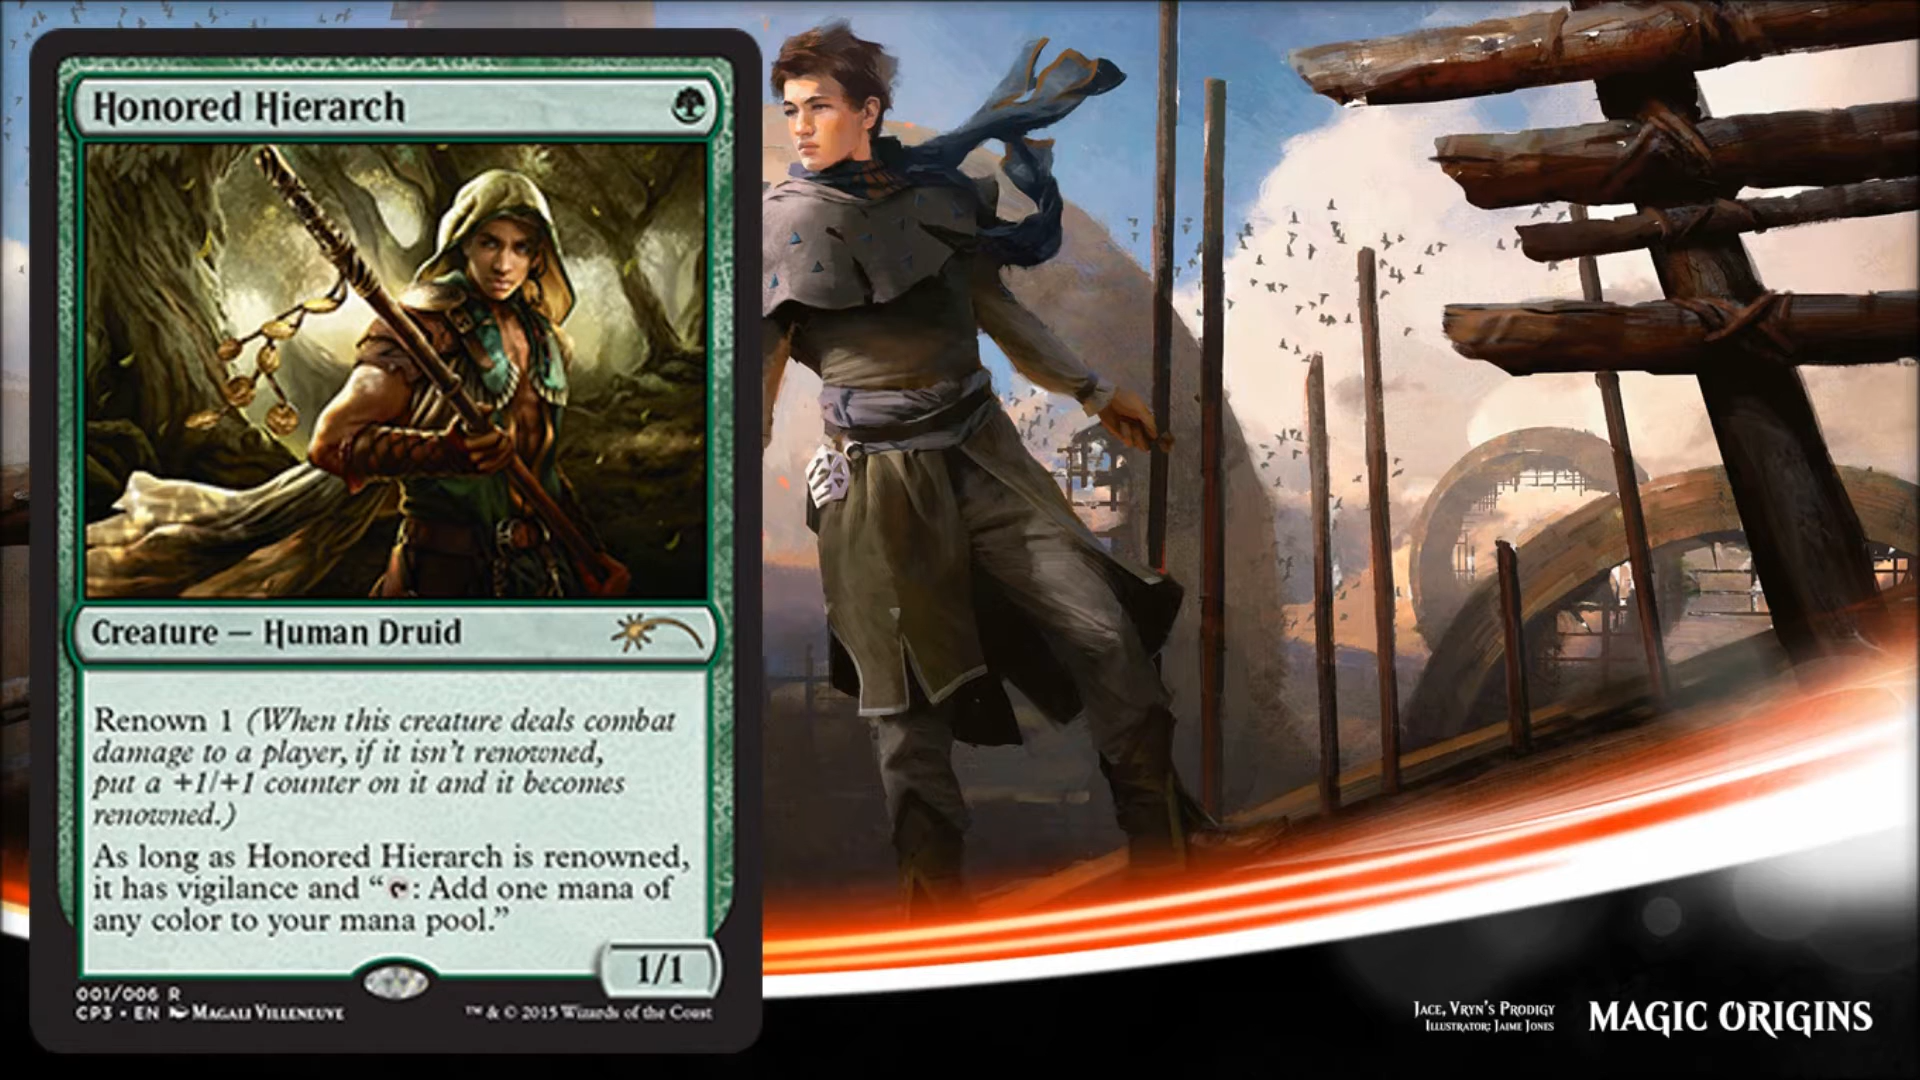 Honored Hierarch
Creature — Human Druid
Renown 1 (When this creature deals combat
damage to a player, if it isn't renowned,
put a +1/+1 counter on it and it becomes
renowned.)
As long as Honored Hierarch is renowned,
it has vigilance and “ : Add one mana of
any color to your mana pool.”
1/1
001/006 R
CP3 • EN Magali Villeneuve
™ & © 2015 Wizards of the Coast
Jace, Vryn's Prodigy
Illustrator: Jaime Jones
MAGIC ORIGINS